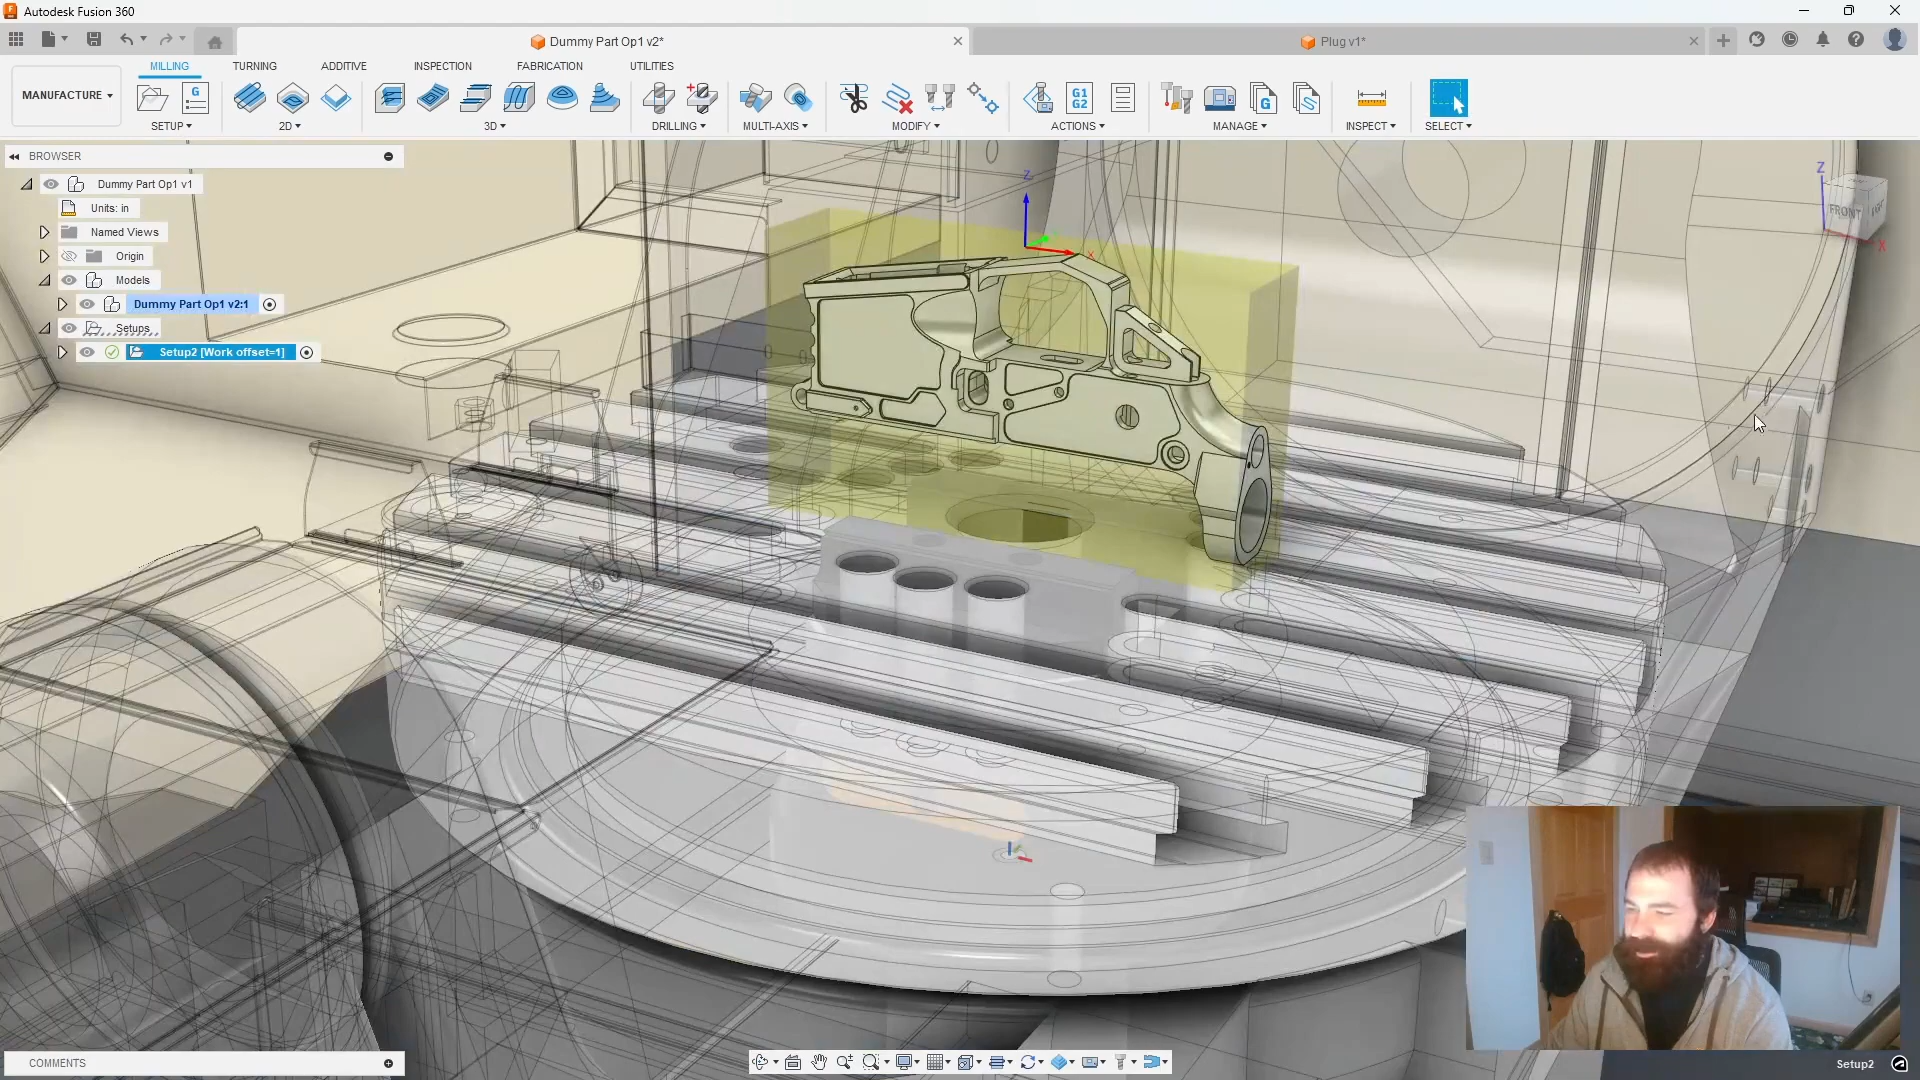 Autodesk Fusion 360
Dummy Part Op1 v2*
Plug v1*
MANUFACTURE
MILLING
TURNING
ADDITIVE
INSPECTION
FABRICATION
UTILITIES
G
G1
G2
G
SETUP
2D
3D
DRILLING
MULTI-AXIS
MODIFY
ACTIONS
MANAGE
INSPECT
SELECT
BROWSER
Dummy Part Op1 v1
Units: in
Named Views
Origin
Models
Dummy Part Op1 v2:1
Setups
Setup2 [Work offset=1]
Z
X
Z
FRONT
X
COMMENTS
Setup2